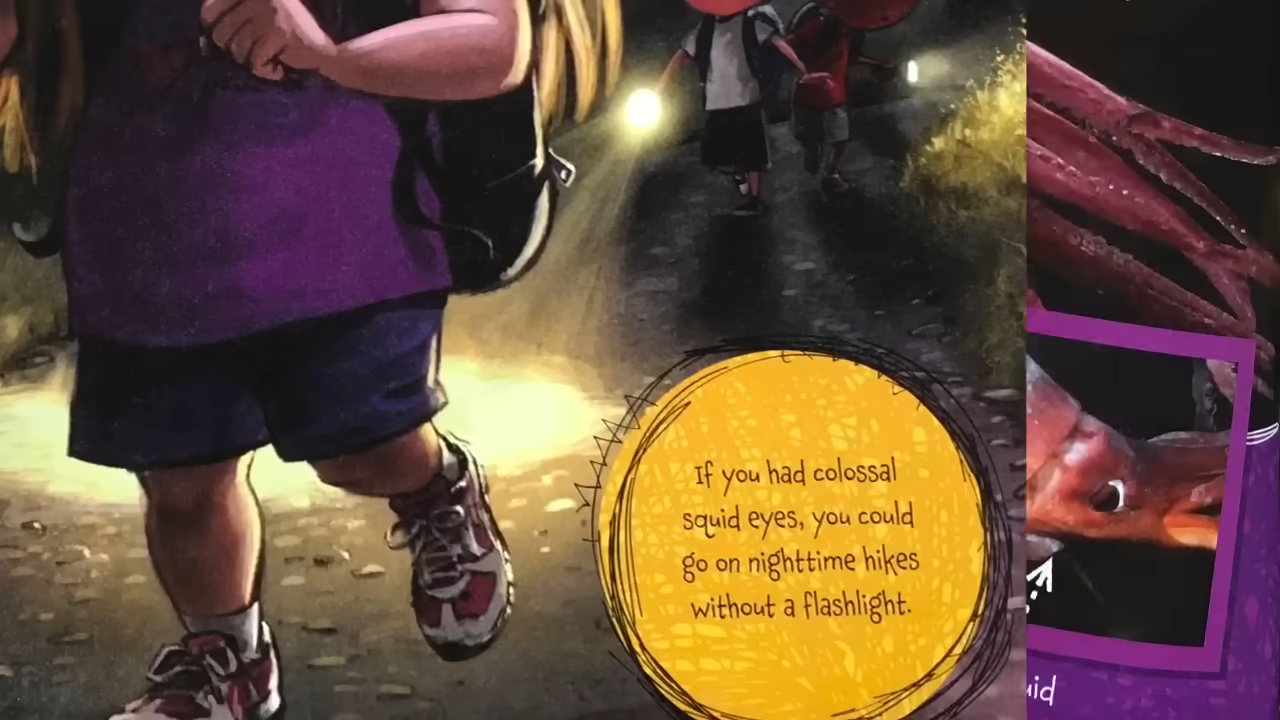 If you had colossal
squid eyes, you could
go on nighttime hikes
without a flashlight.